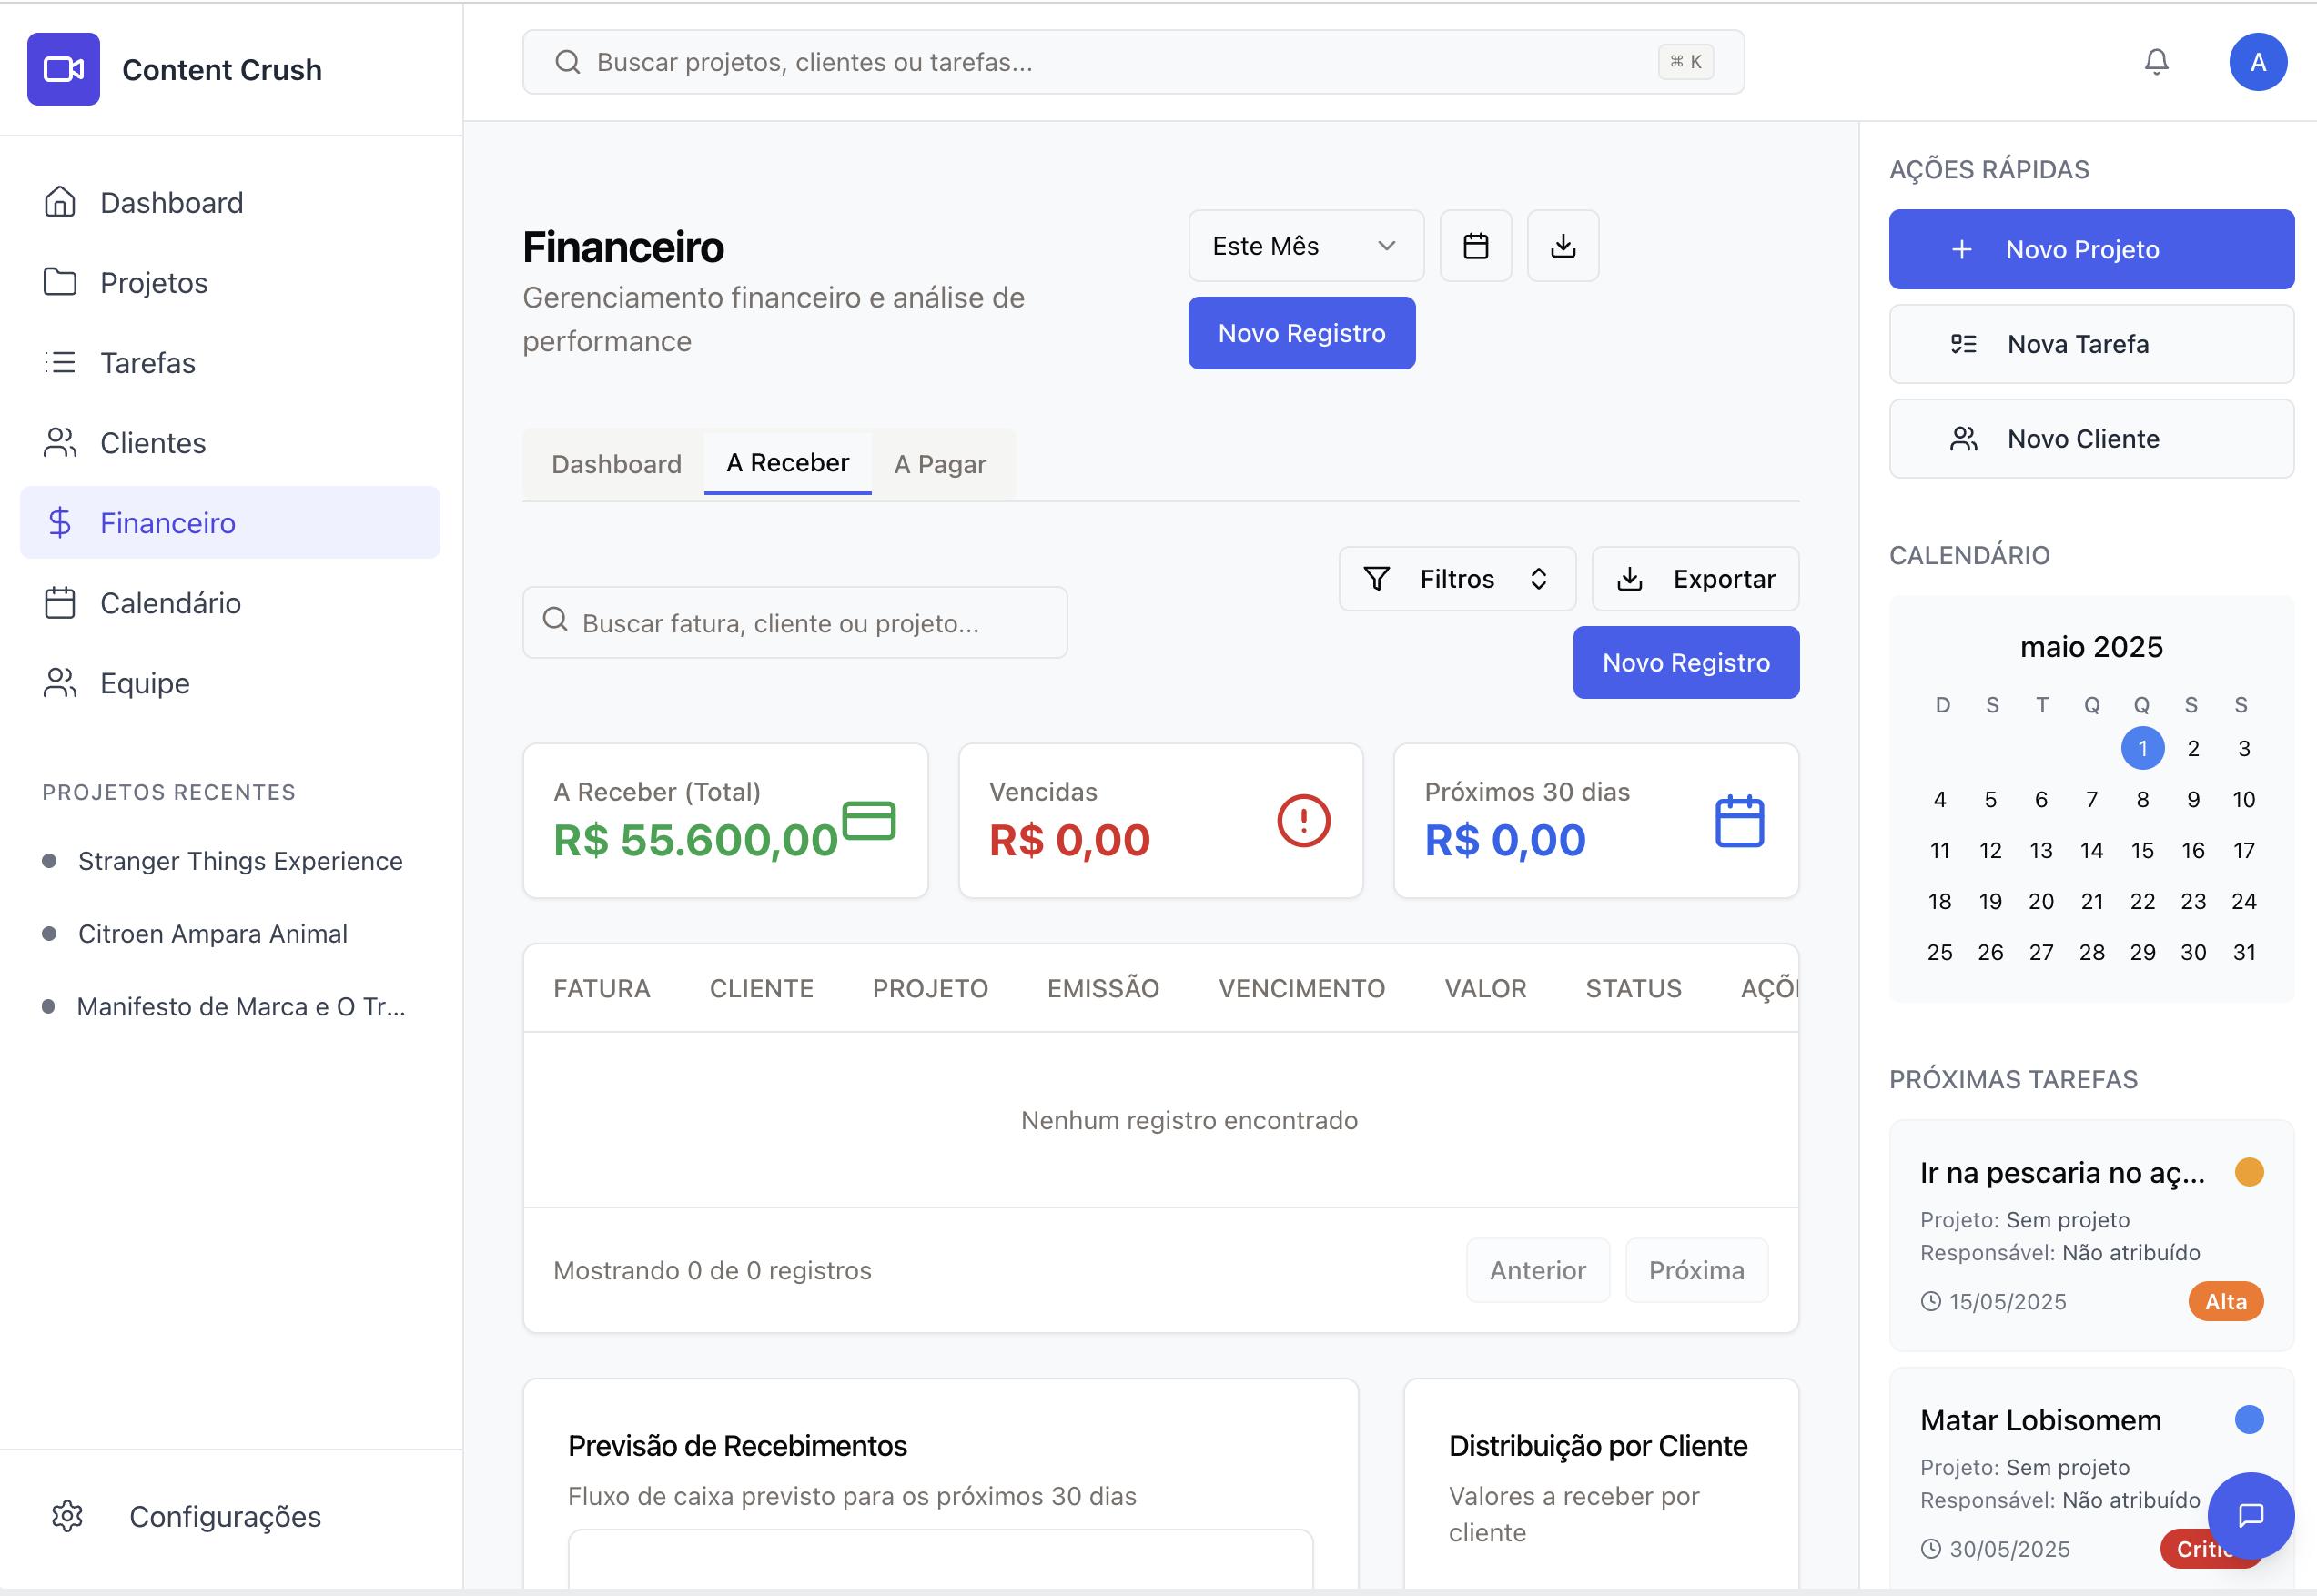 Content Crush
Buscar projetos, clientes ou tarefas...
⌘ K
A
Dashboard
Projetos
Tarefas
Clientes
Financeiro
Calendário
Equipe
PROJETOS RECENTES
Stranger Things Experience
Citroen Ampara Animal
Manifesto de Marca e O Tr...
Configurações
Financeiro
Gerenciamento financeiro e análise de
performance
Este Mês
Novo Registro
Dashboard
A Receber
A Pagar
Buscar fatura, cliente ou projeto...
Filtros
Exportar
Novo Registro
A Receber (Total)
R$ 55.600,00
Vencidas
R$ 0,00
Próximos 30 dias
R$ 0,00
FATURA CLIENTE PROJETO EMISSÃO VENCIMENTO VALOR STATUS
Nenhum registro encontrado
Mostrando 0 de 0 registros
Anterior
Próxima
Previsão de Recebimentos
Fluxo de caixa previsto para os próximos 30 dias
Distribuição por Cliente
Valores a receber por
cliente
AÇÕES RÁPIDAS
Novo Projeto
Nova Tarefa
Novo Cliente
CALENDÁRIO
maio 2025
D S T Q Q S S
1 2 3
4 5 6 7 8 9 10
11 12 13 14 15 16 17
18 19 20 21 22 23 24
25 26 27 28 29 30 31
PRÓXIMAS TAREFAS
Ir na pescaria no aç...
Projeto: Sem projeto
Responsável: Não atribuído
15/05/2025
Alta
Matar Lobisomem
Projeto: Sem projeto
Responsável: Não atribuído
30/05/2025